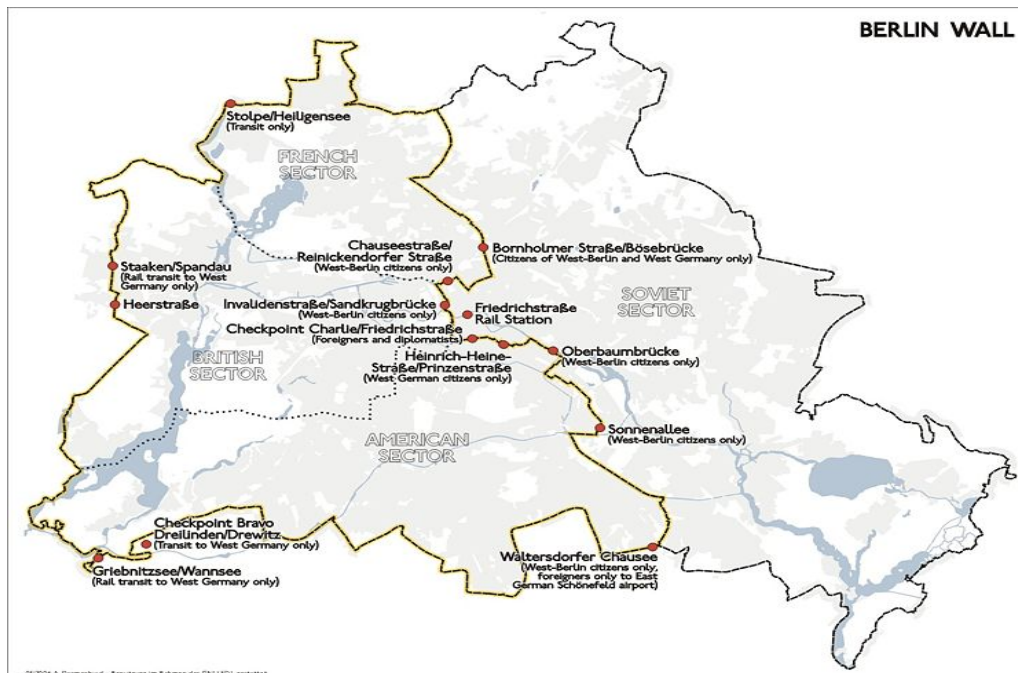 BERLIN WALL
Stolpe/Heiligensee
(Transit only)
FRENCH
SECTOR
Chauseestraße/
Reinickendorfer Straße
(West-Berlin citizens only)
Bornholmer Straße/Bösebrücke
(Citizens of West-Berlin and West Germany only)
Staaken/Spandau
(Rail transit to West
Germany only)
Heerstraße
Invalidenstraße/Sandkrugbrücke
(West-Berlin citizens only)
Friedrichstraße
Rail Station
SOVIET
SECTOR
Checkpoint Charlie/Friedrichstraße
(Foreigners and diplomatists)
BRITISH
SECTOR
Heinrich-Heine-
Straße/Prinzenstraße
(West German citizens only)
Oberbaumbrücke
(West-Berlin citizens only)
Sonnenallee
(West-Berlin citizens only)
AMERICAN
SECTOR
Checkpoint Bravo
Dreilinden/Drewitz
(Transit to West Germany only)
Griebnitzsee/Wannsee
(Rail transit to West Germany only)
Waltersdorfer Chausee
(West-Berlin citizens only,
foreigners only to East
German Schönefeld airport)